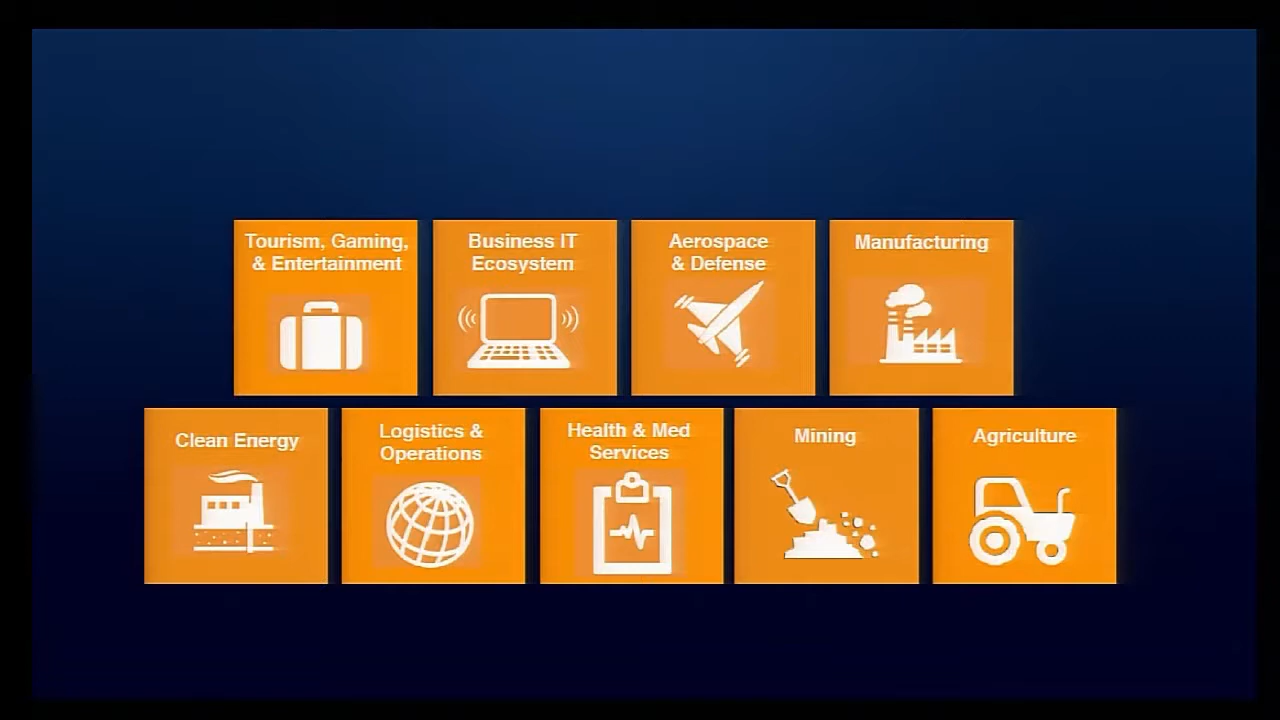 Tourism, Gaming,
& Entertainment
Business IT
Ecosystem
Aerospace
& Defense
Manufacturing
Clean Energy
Logistics &
Operations
Health & Med
Services
Mining
Agriculture